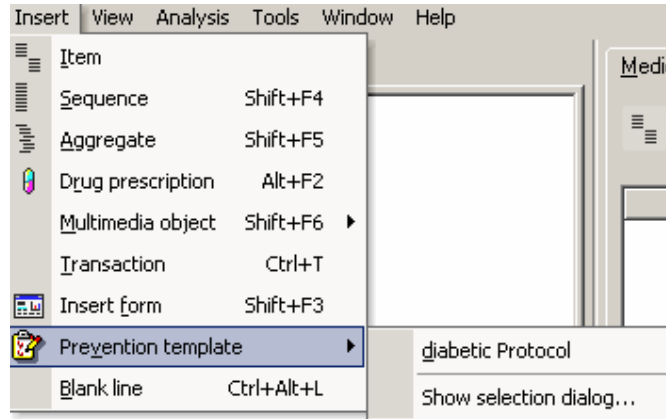 Insert View Analysis Tools Window Help
Item
Medi
Sequence Shift+F4
Aggregate Shift+F5
Drug prescription Alt+F2
Multimedia object Shift+F6
Transaction Ctrl+T
Insert form Shift+F3
Prevention template
diabetic Protocol
Blank line Ctrl+Alt+L
Show selection dialog...